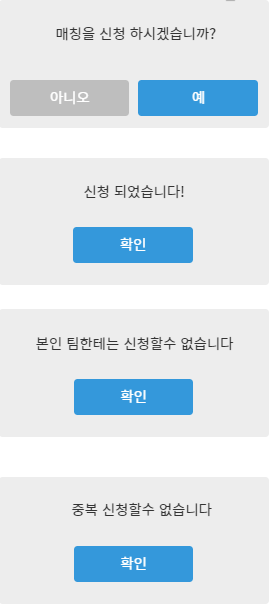 매칭을 신청 하시겠습니까?
아니오 예
신청 되었습니다!
확인
본인 팀한테는 신청할수 없습니다
확인
중복 신청할수 없습니다
확인